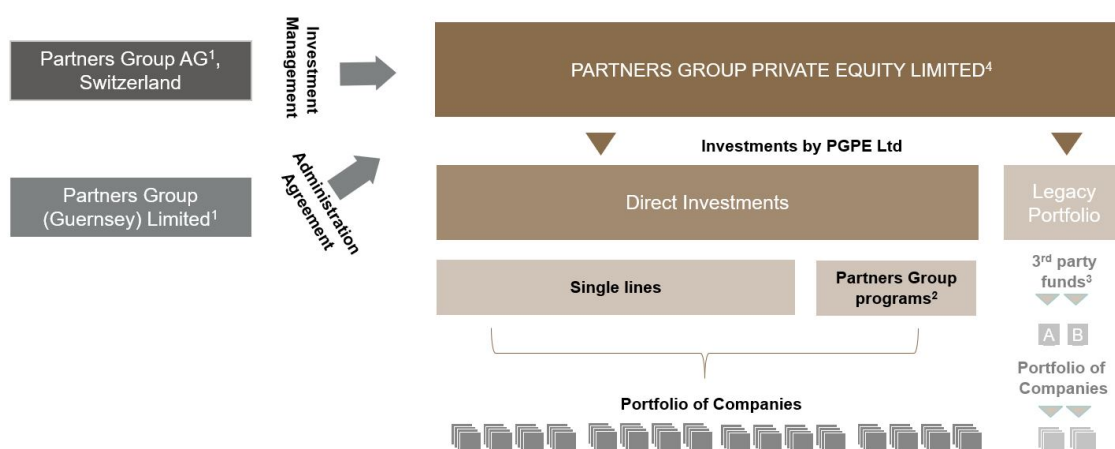 Partners Group AG¹,
Switzerland
Investment
Management
PARTNERS GROUP PRIVATE EQUITY LIMITED⁴
Investments by PGPE Ltd
Partners Group
(Guernsey) Limited¹
Administration
Agreement
Direct Investments
Legacy
Portfolio
Single lines
Partners Group
programs²
3rd party
funds³
A B
Portfolio of
Companies
Portfolio of Companies